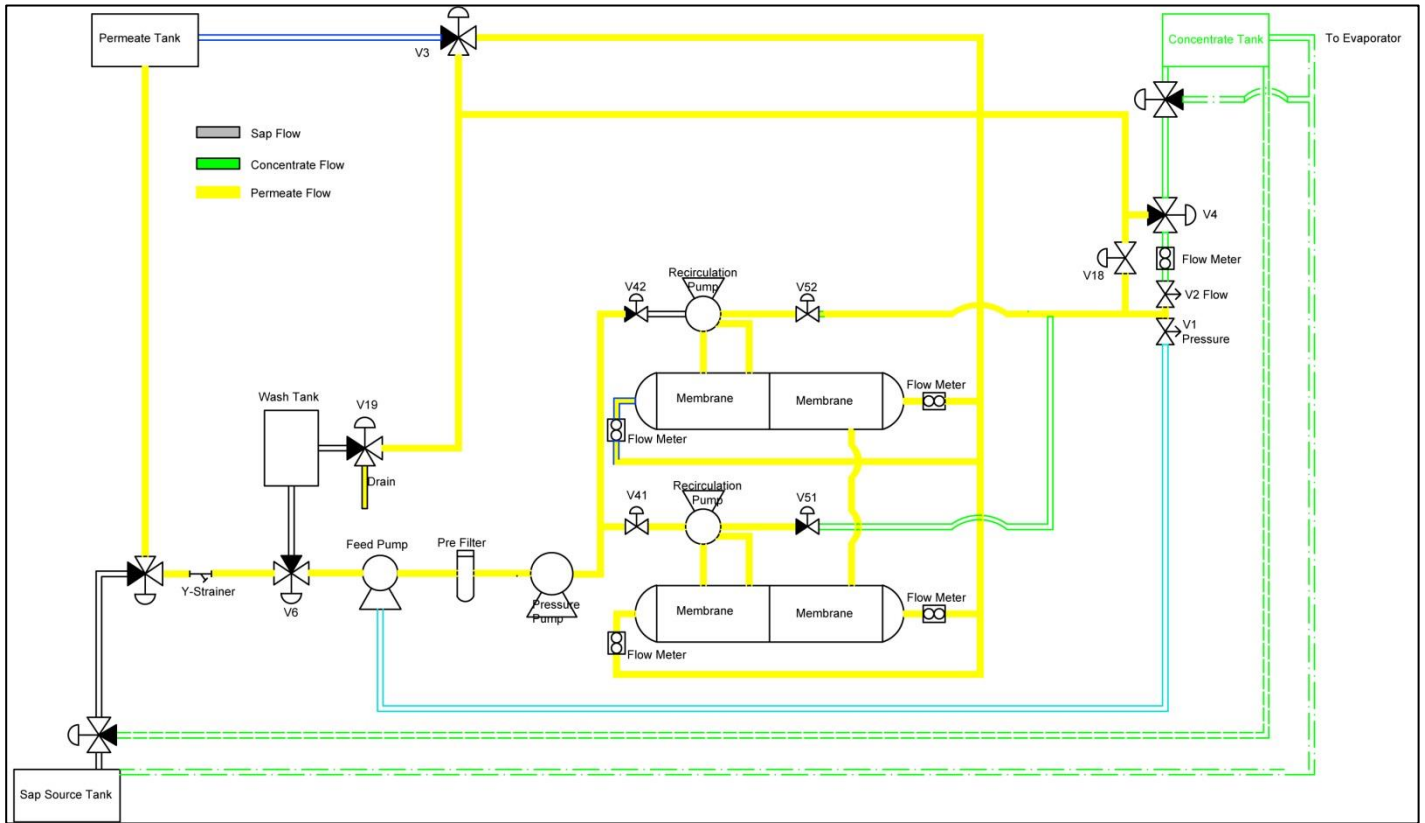 Permeate Tank
V3
Concentrate Tank
To Evaporator
Sap Flow
Concentrate Flow
Permeate Flow
V4
Flow Meter
V18
V2 Flow
V1
Pressure
Recirculation
Pump
V42
V52
Membrane
Membrane
Flow Meter
Flow Meter
Wash Tank
V19
Drain
Recirculation
Pump
V41
V51
Feed Pump
Pre Filter
Y-Strainer
V6
Pressure
Pump
Membrane
Membrane
Flow Meter
Flow Meter
Sap Source Tank